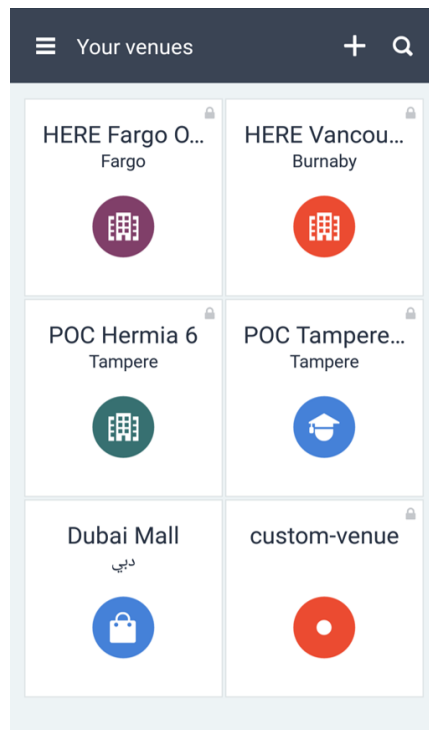 Your venues
HERE Fargo O...
Fargo
HERE Vancou...
Burnaby
POC Hermia 6
Tampere
POC Tampere...
Tampere
Dubai Mall
دبي
custom-venue